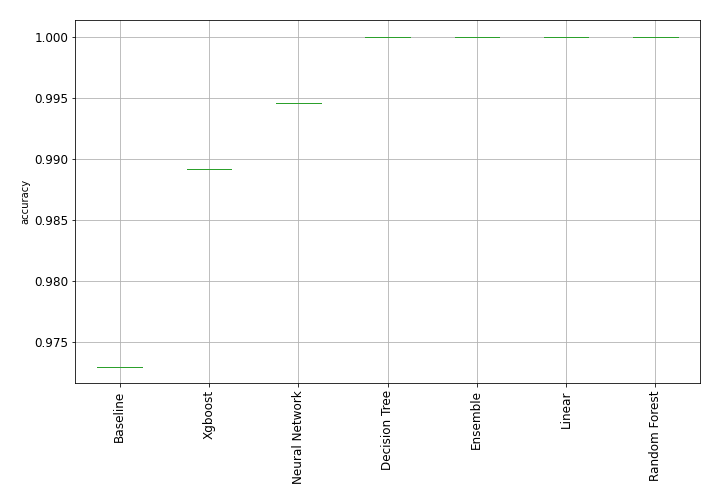 1.000
0.995
0.990
0.985
0.980
0.975
accuracy
Baseline
Xgboost
Neural Network
Decision Tree
Ensemble
Linear
Random Forest